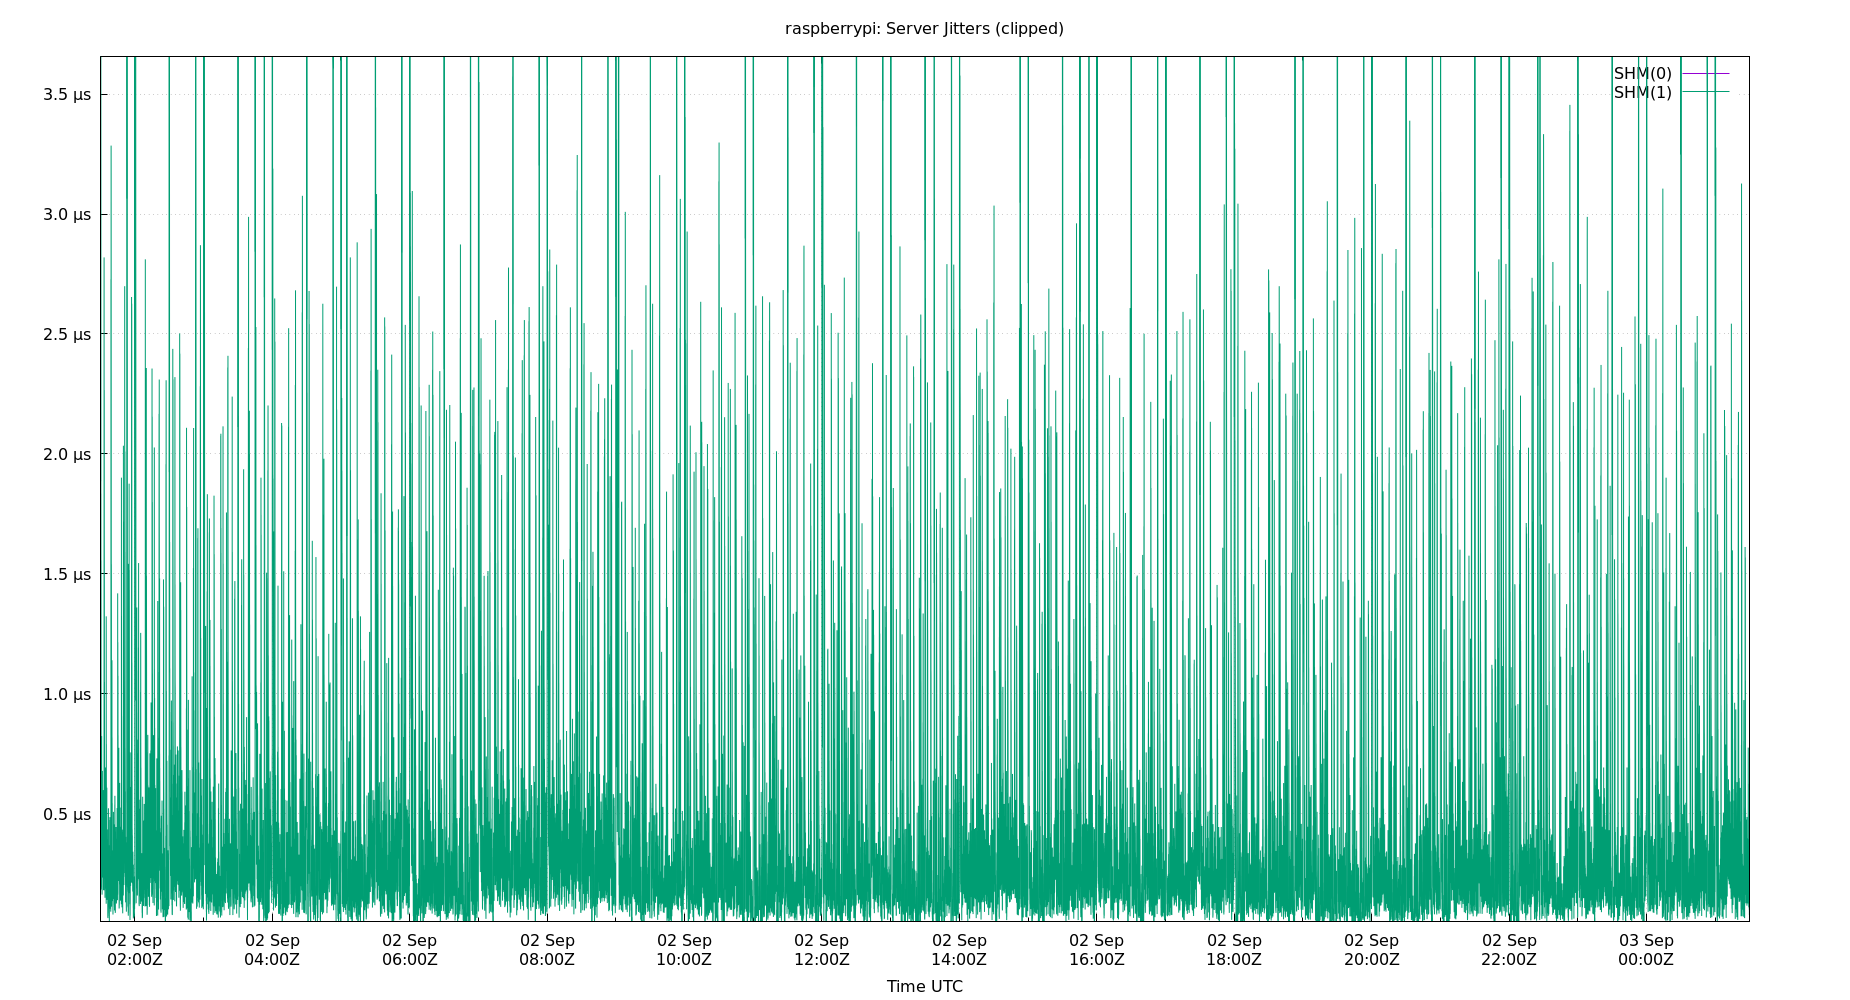 raspberrypi: Server Jitters (clipped)
SHM(0)
SHM(1)
3.5 µs
3.0 µs
2.5 µs
2.0 µs
1.5 µs
1.0 µs
0.5 µs
02 Sep 02 Sep 02 Sep 02 Sep 02 Sep 02 Sep 02 Sep 02 Sep 02 Sep 02 Sep 02 Sep 03 Sep
02:00Z 04:00Z 06:00Z 08:00Z 10:00Z 12:00Z 14:00Z 16:00Z 18:00Z 20:00Z 22:00Z 00:00Z
Time UTC